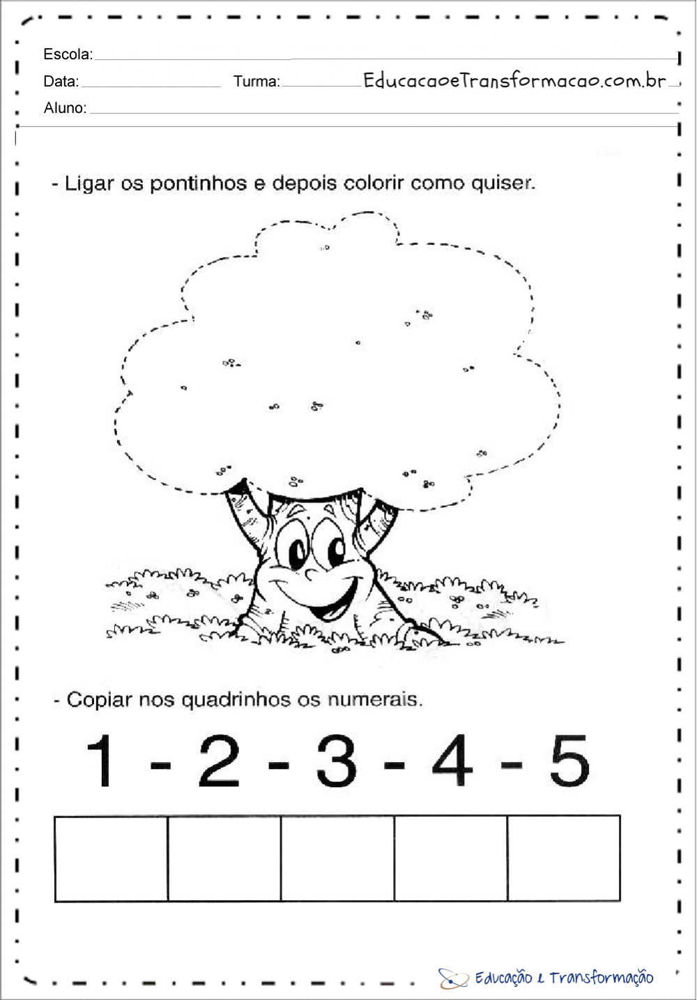 Escola:
Data: Turma: EducacaoeTransformacao.com.br
Aluno:
- Ligar os pontinhos e depois colorir como quiser.
- Copiar nos quadrinhos os numerais.
1 - 2 - 3 - 4 - 5
Educação e Transformação